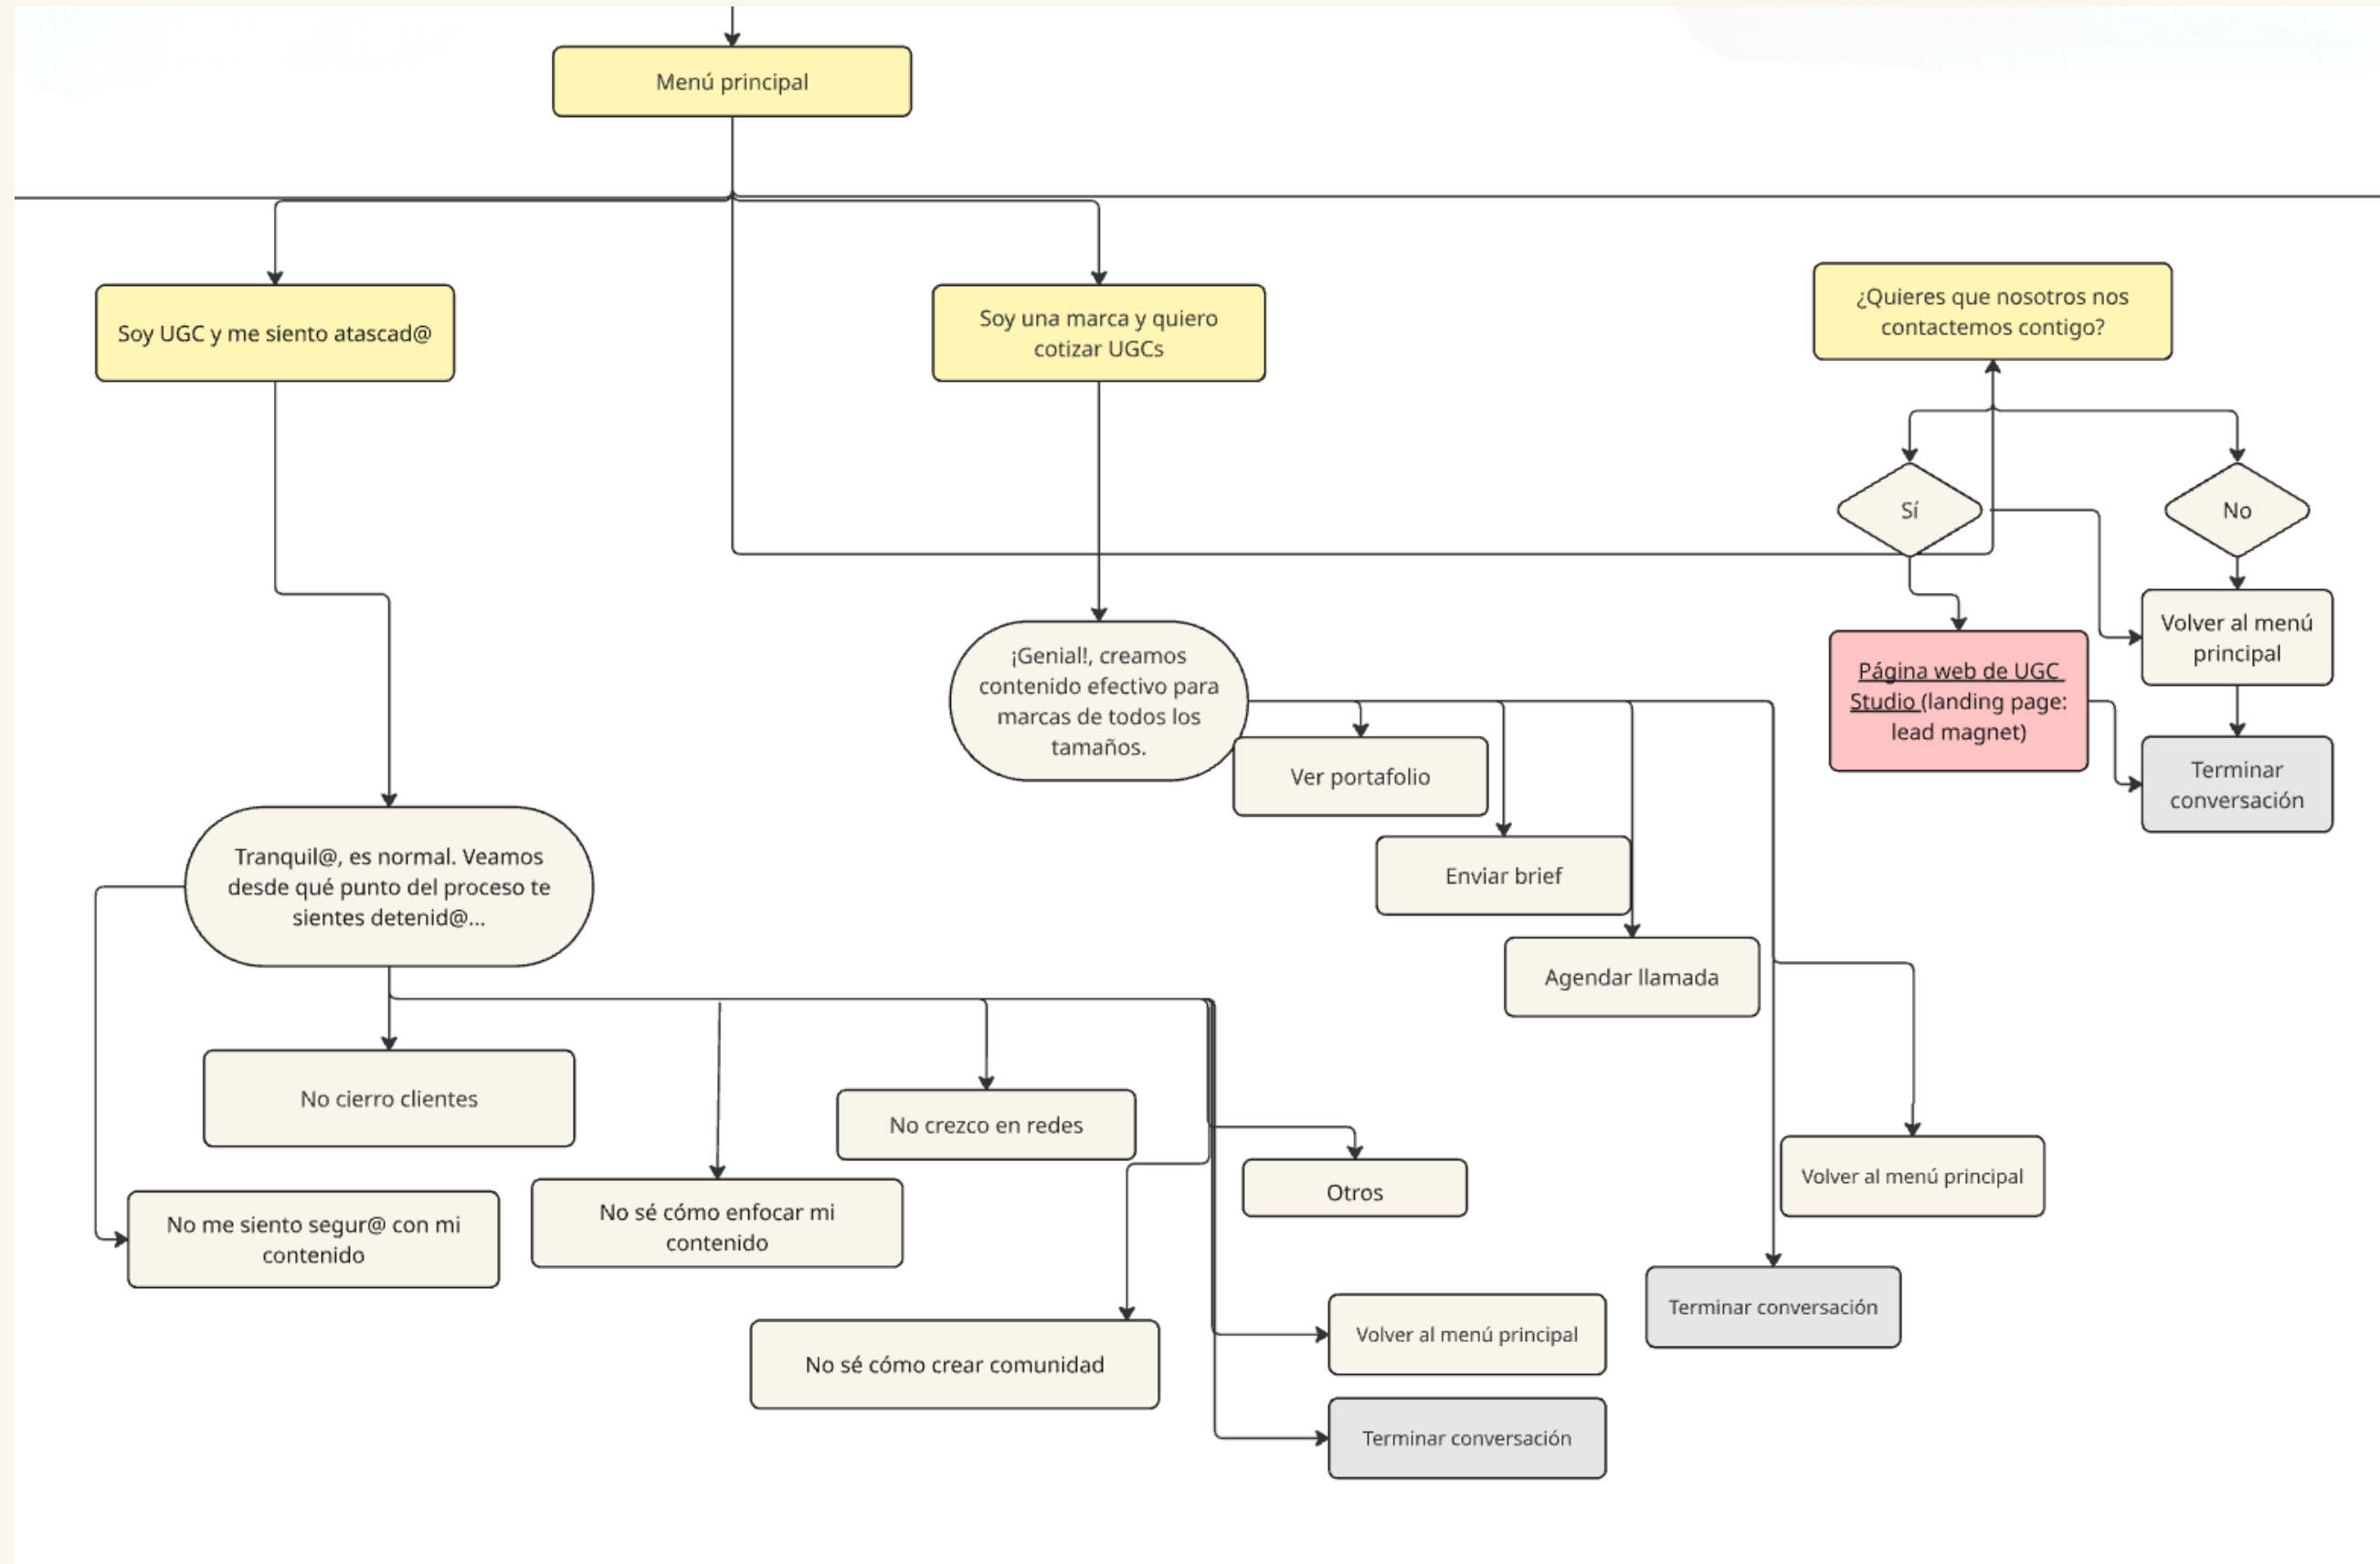 Menú principal
Soy UGC y me siento atascad@
Soy una marca y quiero
cotizar UGCs
¿Quieres que nosotros nos
contactemos contigo?
Sí
No
¡Genial!, creamos
contenido efectivo para
marcas de todos los
tamaños.
Volver al menú
principal
Página web de UGC
Studio (landing page:
lead magnet)
Ver portafolio
Terminar
conversación
Enviar brief
Tranquil@, es normal. Veamos
desde qué punto del proceso te
sientes detenid@...
Agendar llamada
No cierro clientes
No crezco en redes
Otros
Volver al menú principal
No me siento segur@ con mi
contenido
No sé cómo enfocar mi
contenido
Terminar conversación
Volver al menú principal
No sé cómo crear comunidad
Terminar conversación